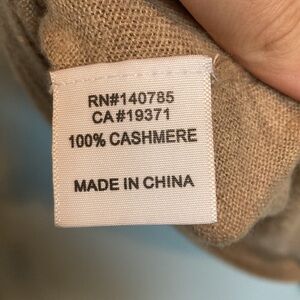 RN#140785
CA#19371
100% CASHMERE
MADE IN CHINA